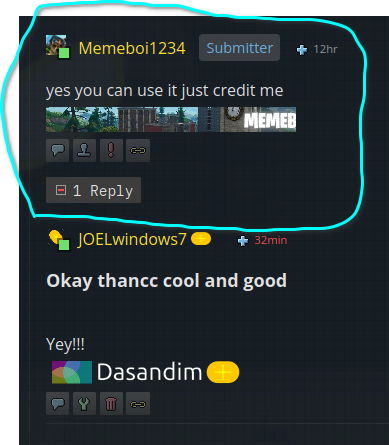 Memeboi1234 Submitter 12hr
yes you can use it just credit me
MEMEB
1 Reply
JOELwindows7 32min
Okay thancc cool and good
Yey!!!
Dasandim